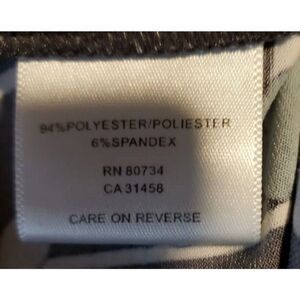 94%POLYESTER/POLIESTER
6%SPANDEX
RN 80734
CA 31458
CARE ON REVERSE